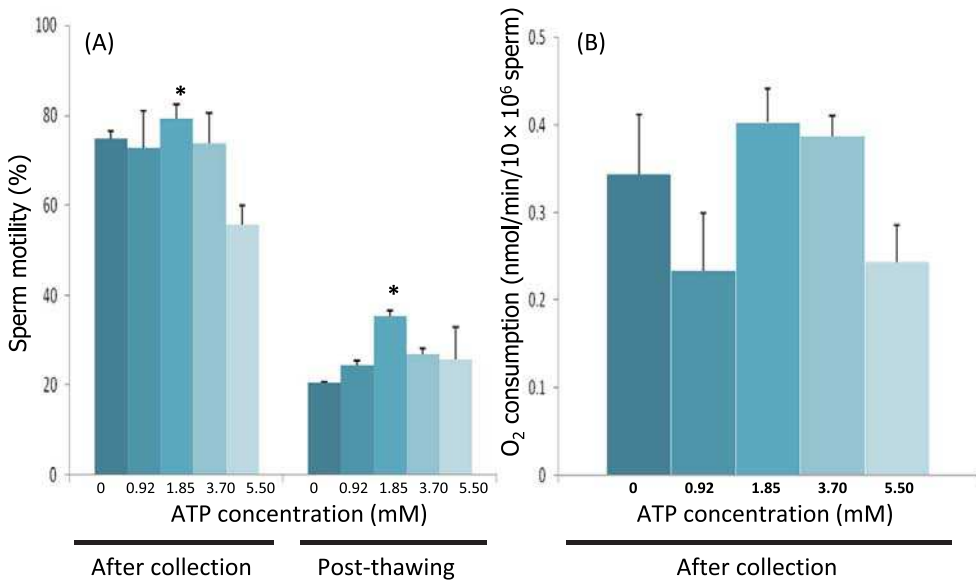 (A)
Sperm motility (%)
100
80
60
40
20
0
*
*
0 0.92 1.85 3.70 5.50
0 0.92 1.85 3.70 5.50
ATP concentration (mM)
After collection
Post-thawing
(B)
O₂ consumption (nmol/min/10 × 10⁶ sperm)
0.5
0.4
0.3
0.2
0.1
0
0 0.92 1.85 3.70 5.50
ATP concentration (mM)
After collection